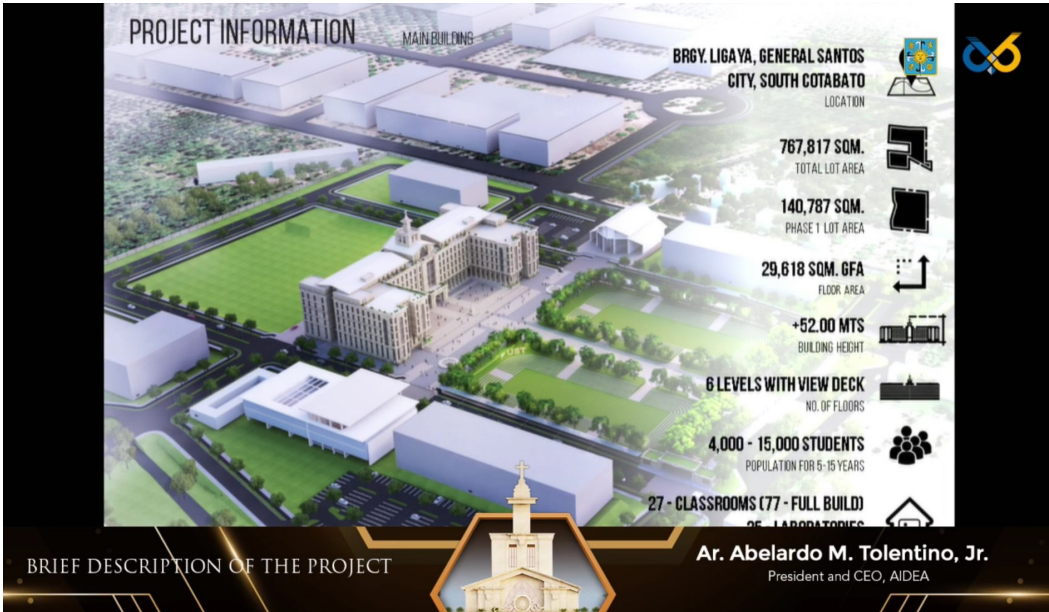 PROJECT INFORMATION
MAIN BUILDING
BRGY. LIGAYA, GENERAL SANTOS
CITY, SOUTH COTABATO
LOCATION
767,817 SQM.
TOTAL LOT AREA
140,787 SQM.
PHASE 1 LOT AREA
29,618 SQM. GFA
FLOOR AREA
+52.00 MTS
BUILDING HEIGHT
6 LEVELS WITH VIEW DECK
NO. OF FLOORS
4,000 - 15,000 STUDENTS
POPULATION FOR 5-15 YEARS
27 - CLASSROOMS (77 - FULL BUILD)
25 - LABORATORIES
UST
BRIEF DESCRIPTION OF THE PROJECT
Ar. Abelardo M. Tolentino, Jr.
President and CEO, AIDEA